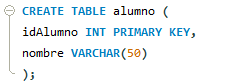 CREATE TABLE alumno (
idAlumno INT PRIMARY KEY,
nombre VARCHAR(50)
);